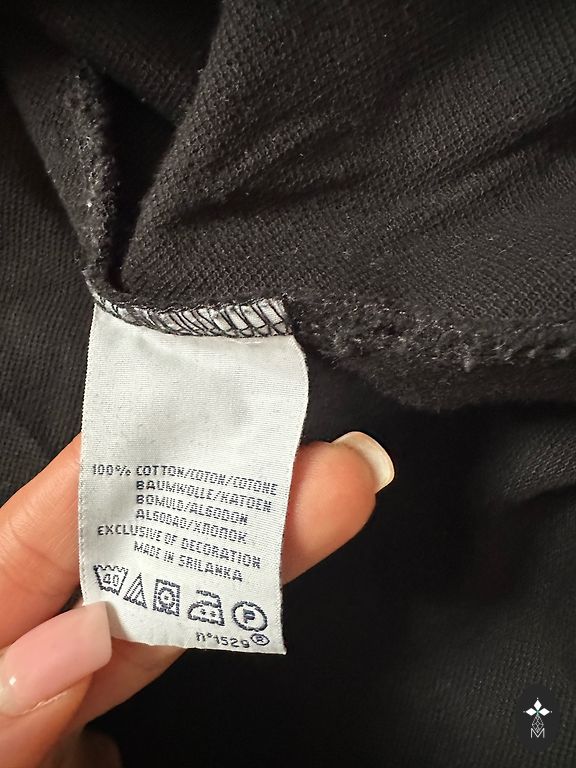 100% COTTON/COTON/COTONE
BAUMWOLLE/KATOEN
BOMULD/ALGODON
ALGODAO/ХЛОПОК
EXCLUSIVE OF DECORATION
MADE IN SRILANKA
40 P
n°1529®
M